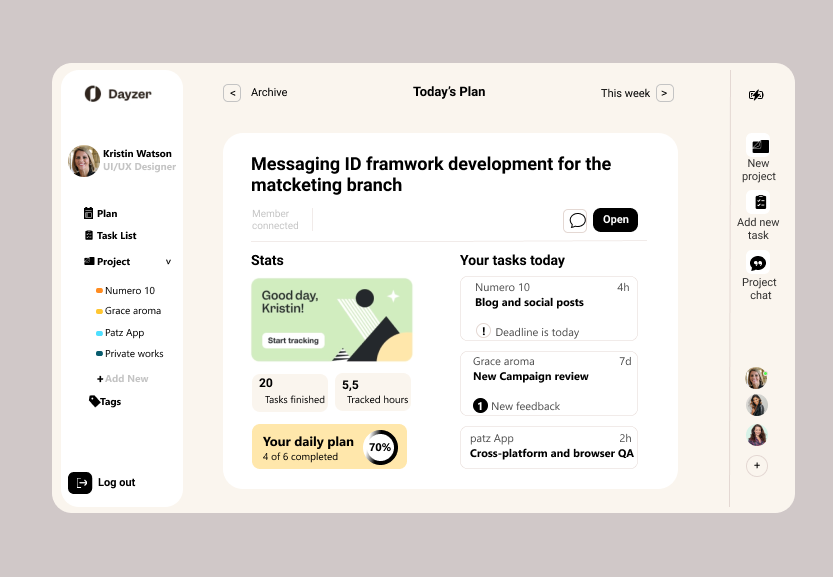 Dayzer
Kristin Watson
UI/UX Designer
Plan
Task List
Project v
Numero 10
Grace aroma
Patz App
Private works
+ Add New
Tags
Log out
< Archive
Today's Plan
This week >
Messaging ID framwork development for the
matcketing branch
Member
connected
Open
Stats
Good day,
Kristin!
Start tracking
20
Tasks finished
5,5
Tracked hours
Your daily plan
4 of 6 completed
70%
Your tasks today
Numero 10 4h
Blog and social posts
! Deadline is today
Grace aroma 7d
New Campaign review
1 New feedback
patz App 2h
Cross-platform and browser QA
New
project
Add new
task
Project
chat
+